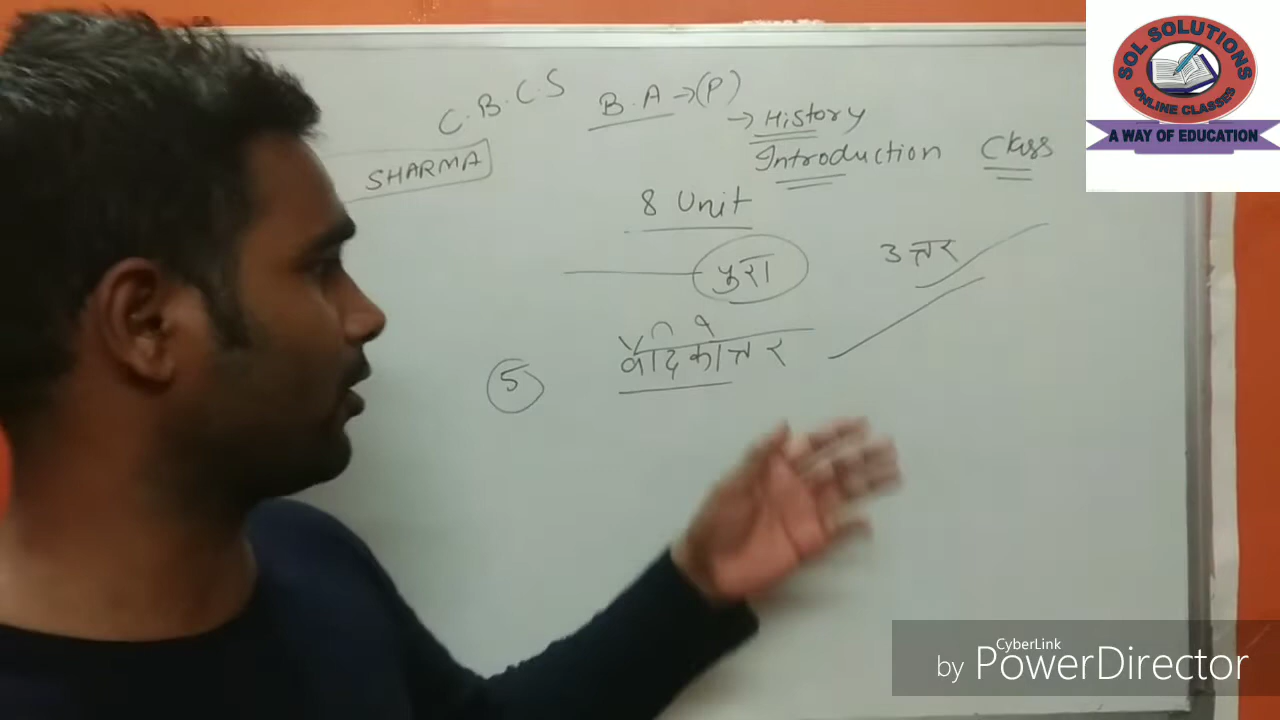 C.B.C.S B.A → (P)
→ History
SHARMA
Introduction Class
8 Unit
पुरा उत्तर
5 वैदिकोत्तर
SOL SOLUTIONS
ONLINE CLASSES
A WAY OF EDUCATION
CyberLink
by PowerDirector